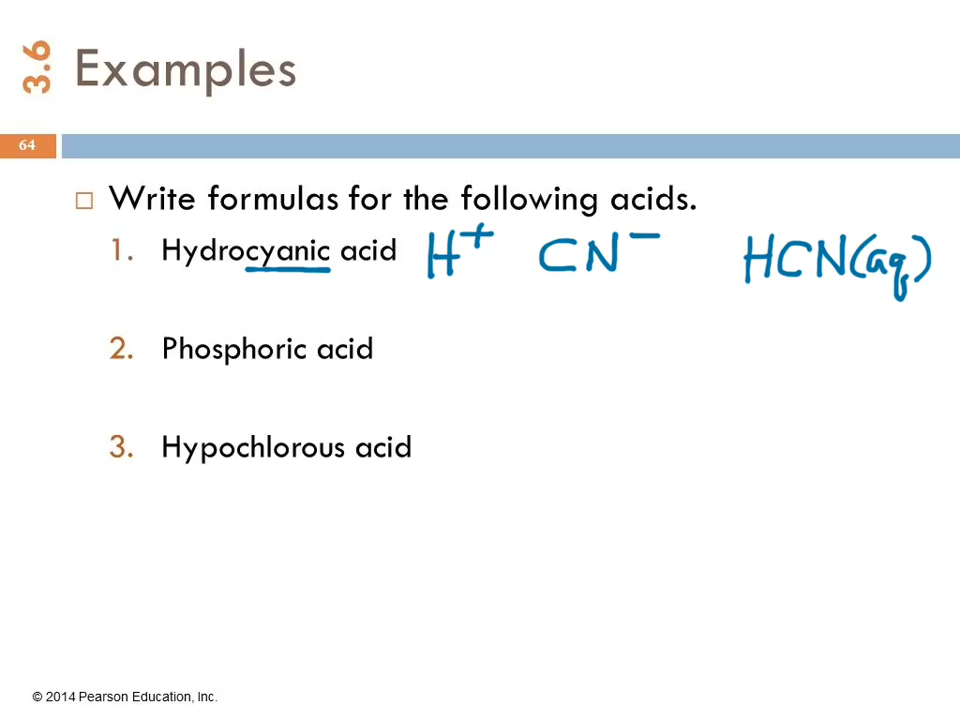 3.6
Examples
64
Write formulas for the following acids.
1. Hydrocyanic acid H⁺ CN⁻ HCN(aq)
2. Phosphoric acid
3. Hypochlorous acid
© 2014 Pearson Education, Inc.